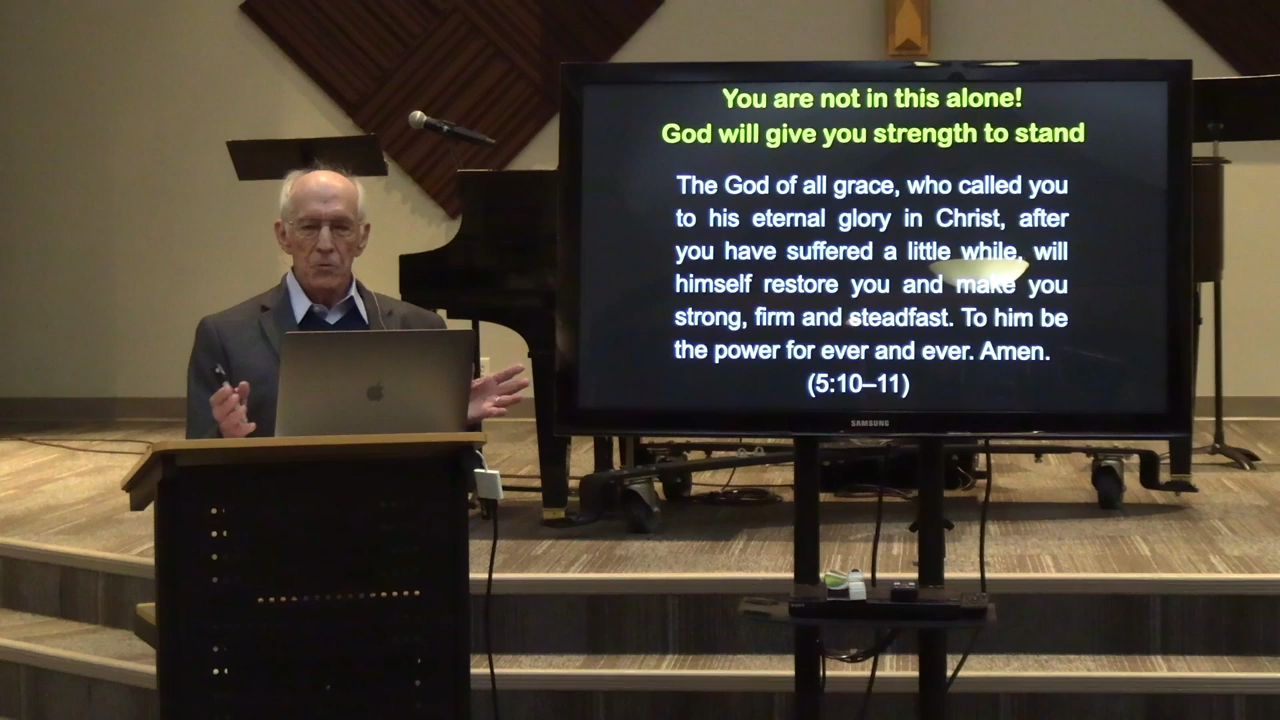 You are not in this alone!
God will give you strength to stand
The God of all grace, who called you
to his eternal glory in Christ, after
you have suffered a little while, will
himself restore you and make you
strong, firm and steadfast. To him be
the power for ever and ever. Amen.
(5:10–11)
SAMSUNG